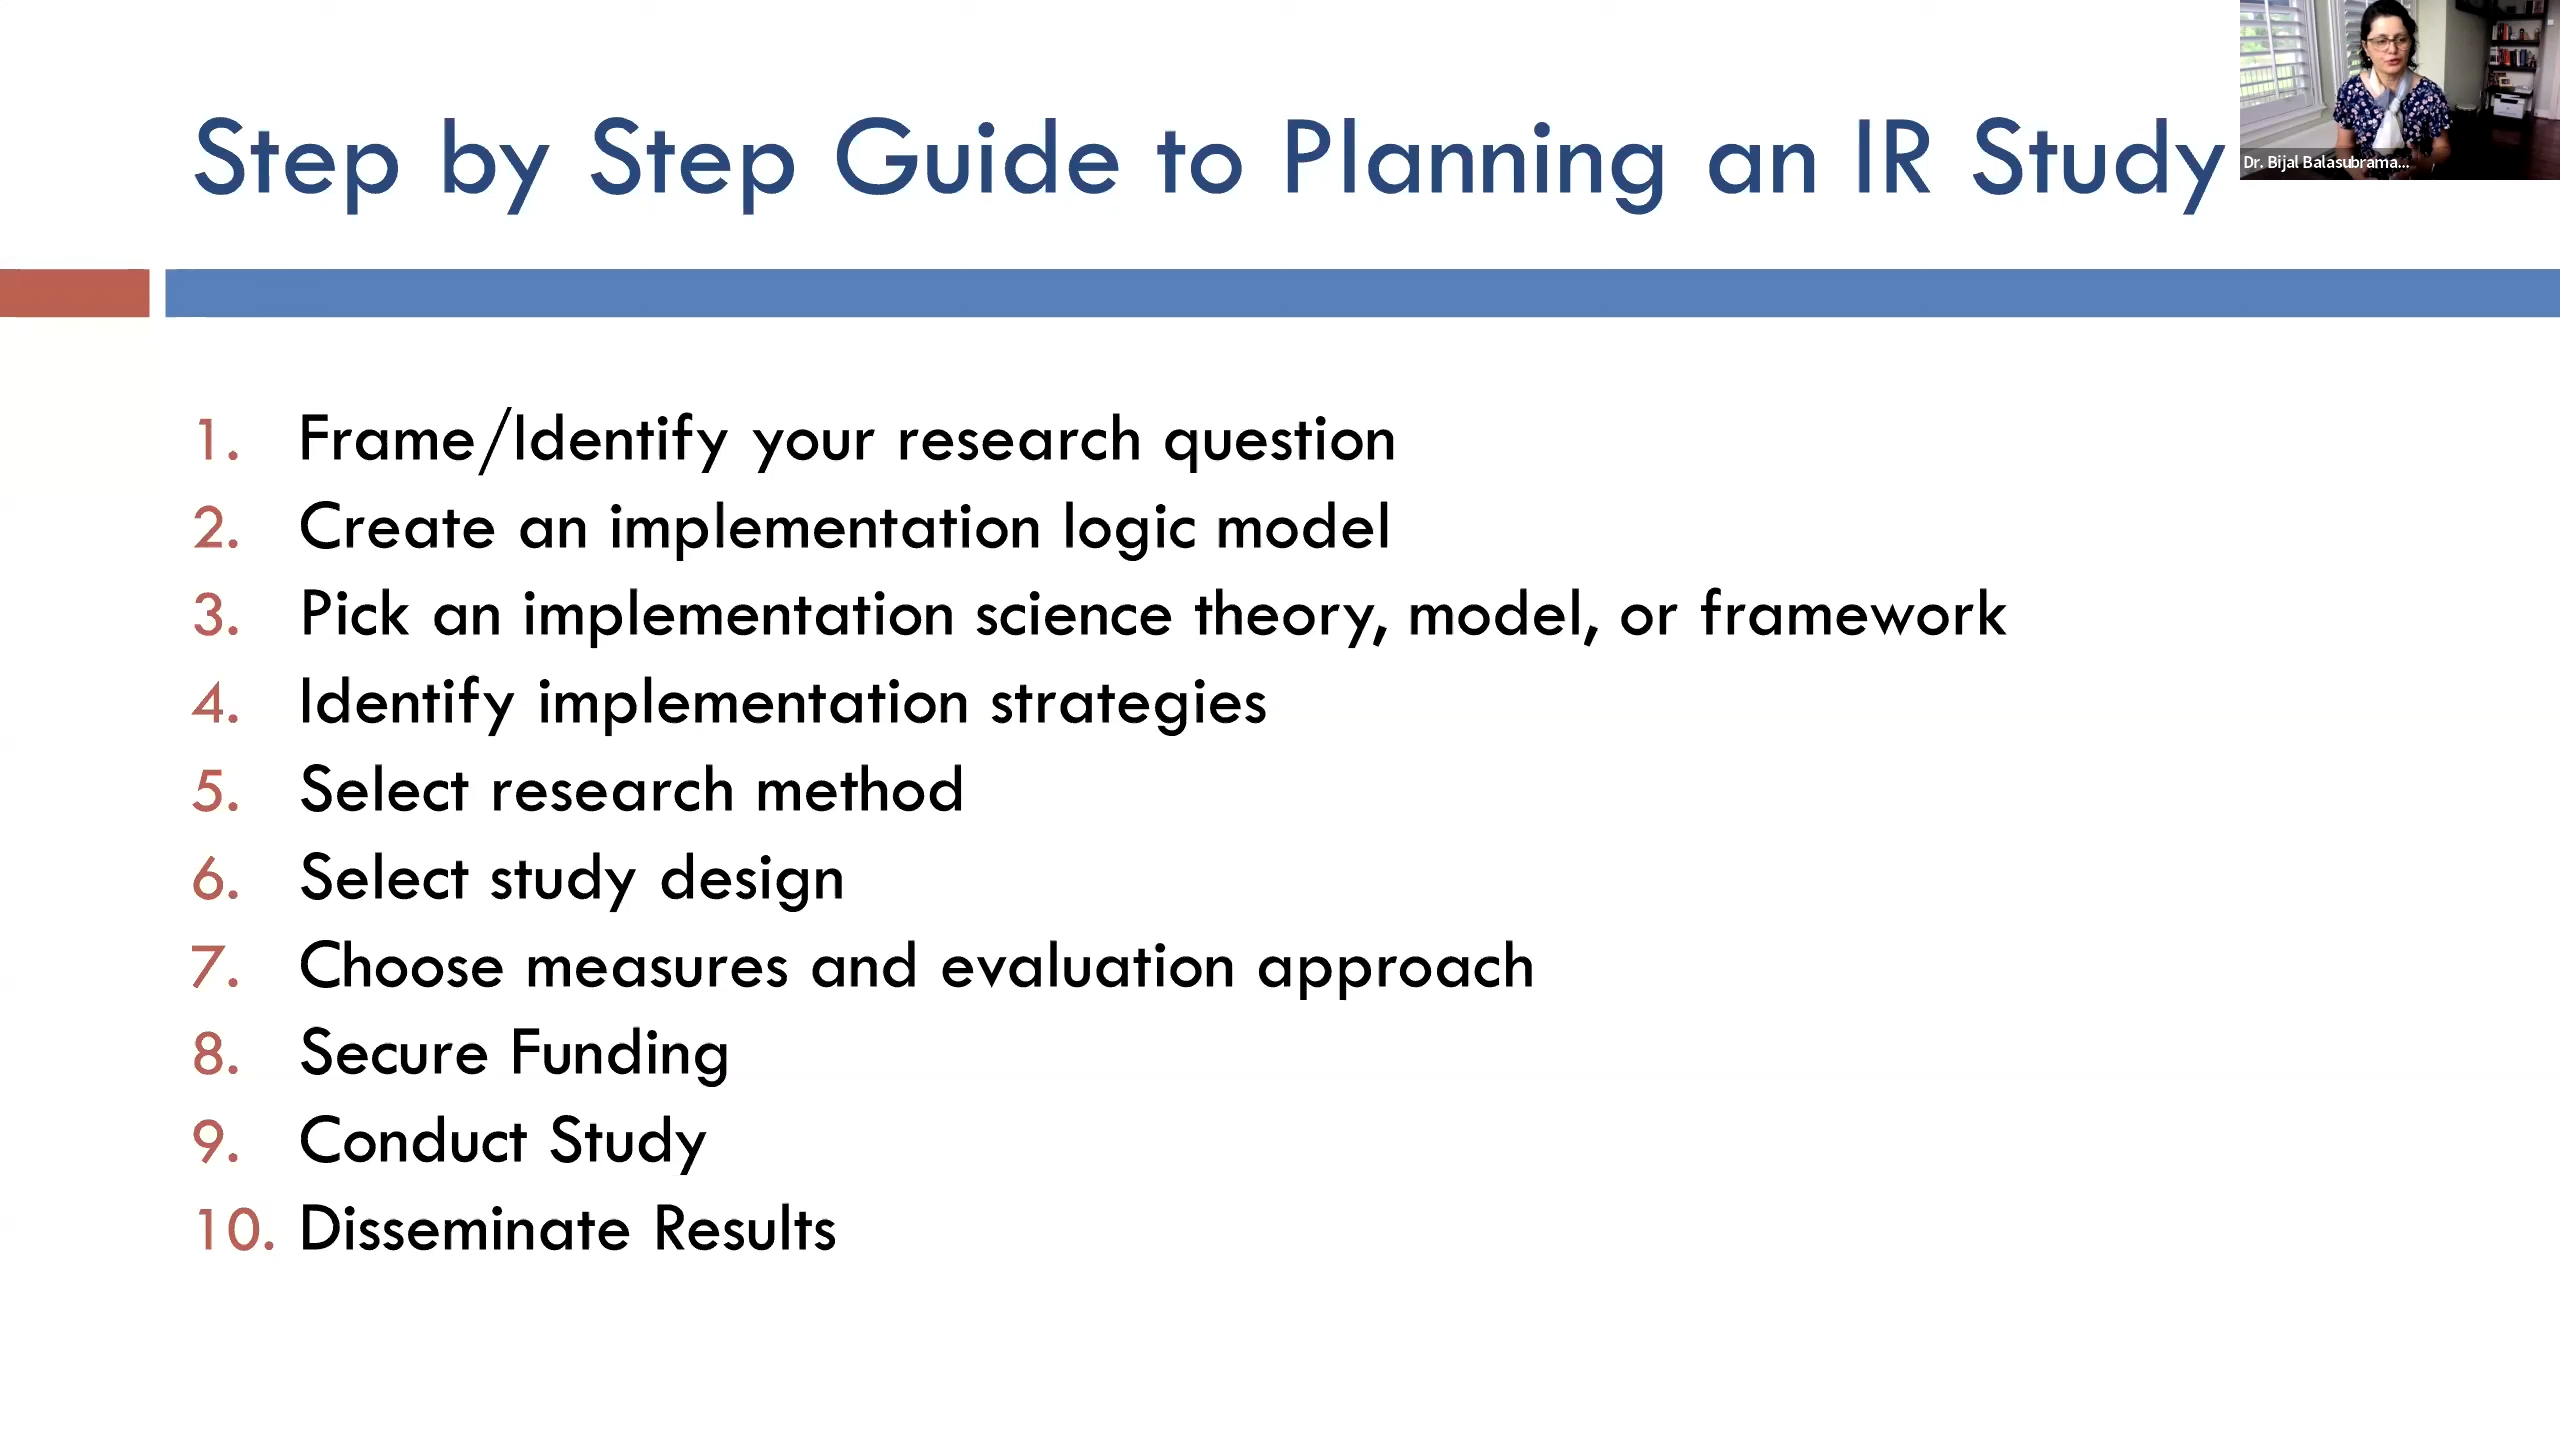 Step by Step Guide to Planning an IR Study
Dr. Bijal Balasubrama...
1. Frame/Identify your research question
2. Create an implementation logic model
3. Pick an implementation science theory, model, or framework
4. Identify implementation strategies
5. Select research method
6. Select study design
7. Choose measures and evaluation approach
8. Secure Funding
9. Conduct Study
10. Disseminate Results